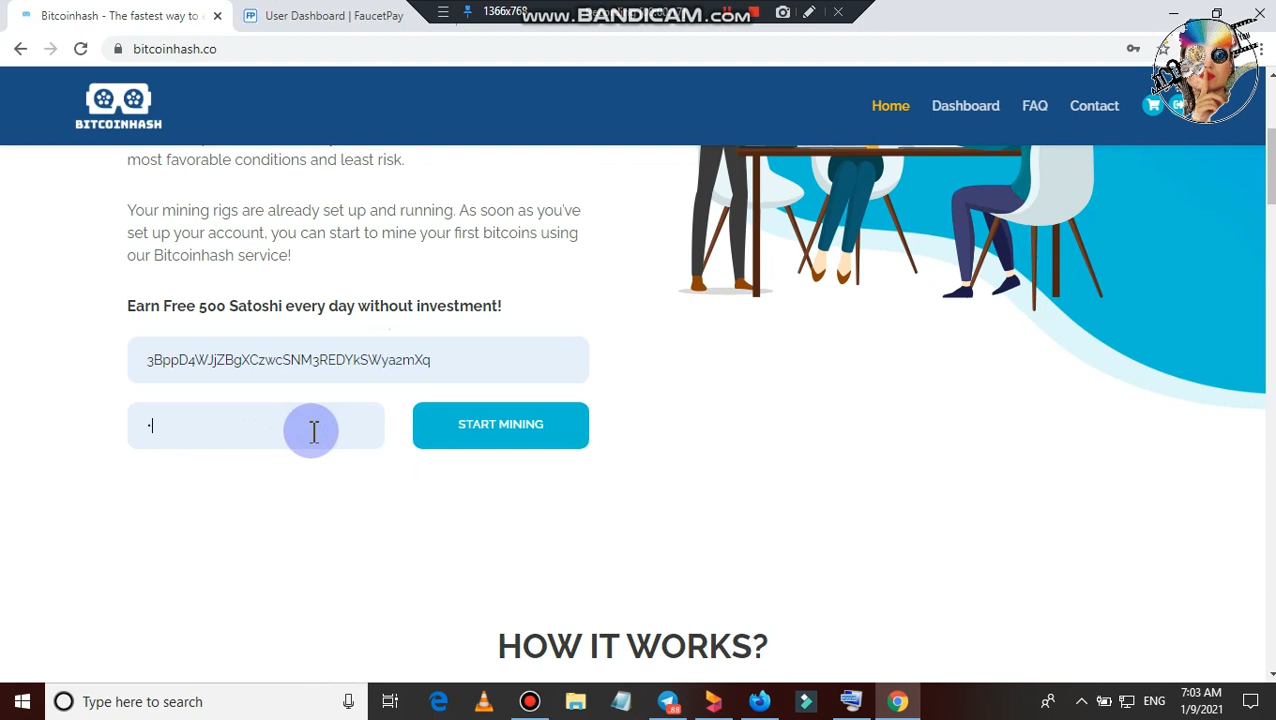 Bitcoinhash - The fastest way to e
User Dashboard | FaucetPay
1366x768
www.BANDICAM.com
bitcoinhash.co
BITCOINHASH
Home
Dashboard
FAQ
Contact
most favorable conditions and least risk.
Your mining rigs are already set up and running. As soon as you've
set up your account, you can start to mine your first bitcoins using
our Bitcoinhash service!
Earn Free 500 Satoshi every day without investment!
3BppD4WJjZBgXCzwcSNM3REDYkSWya2mXq
START MINING
HOW IT WORKS?
Type here to search
.88
ENG
7:03 AM
1/9/2021